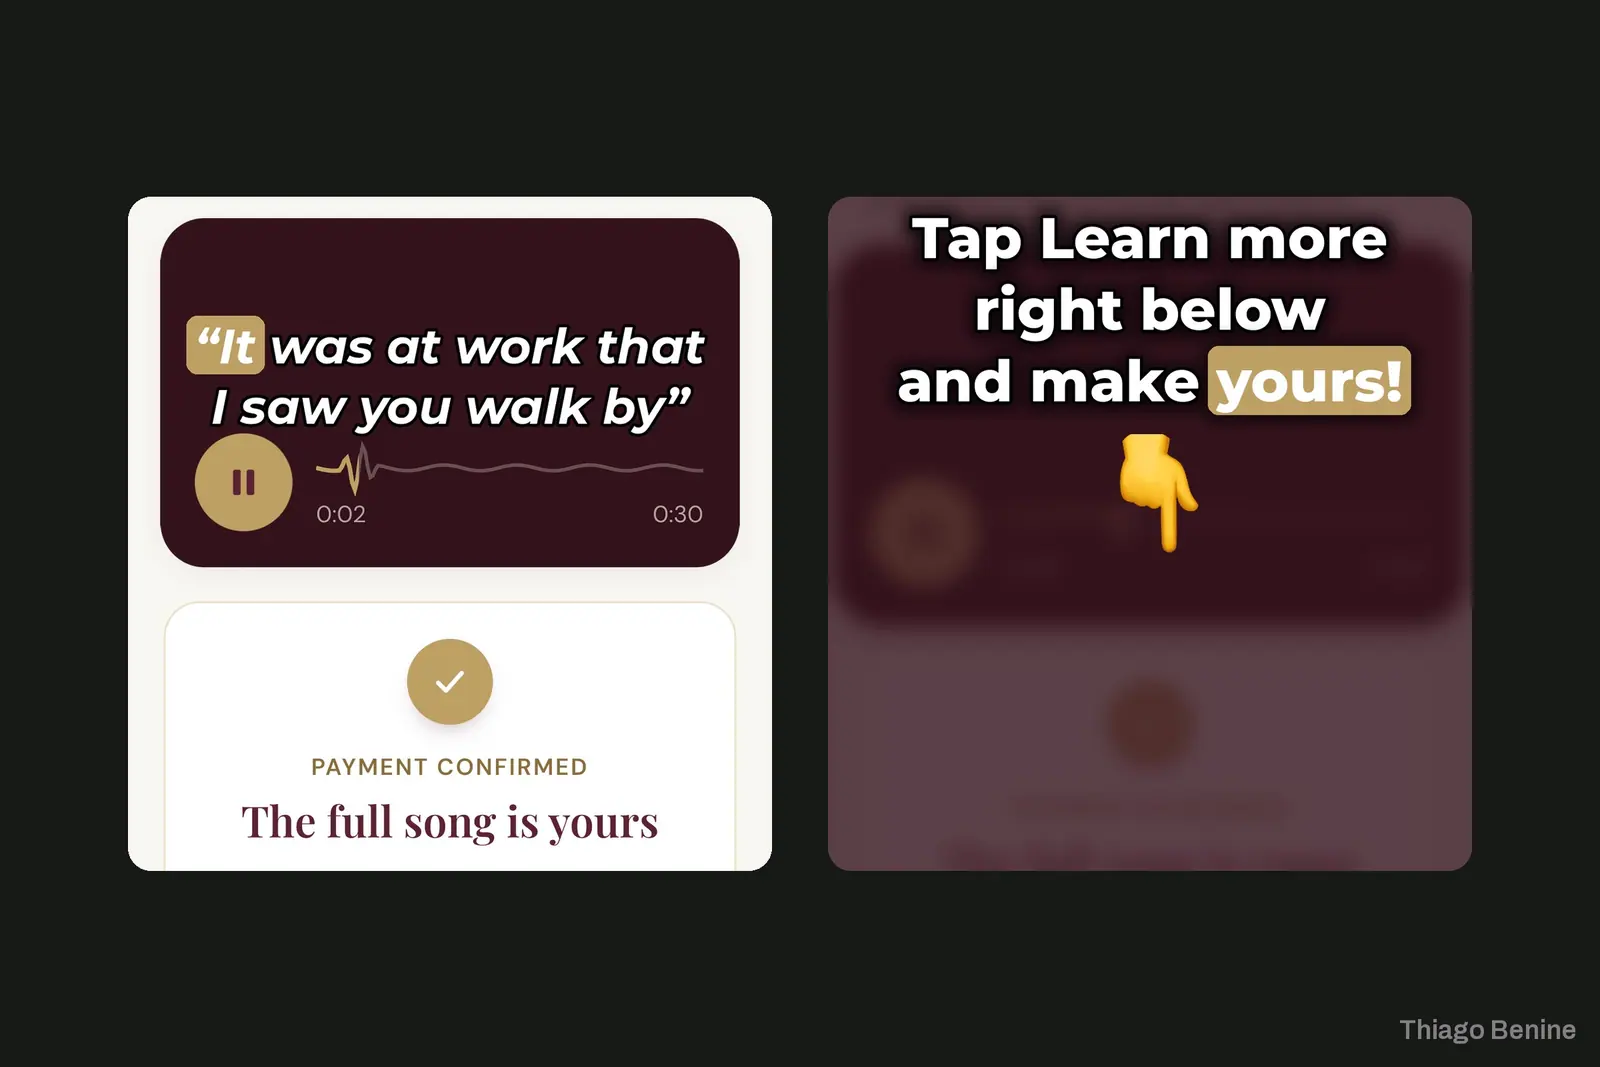 “It was at work that
I saw you walk by”
0:02
0:30
PAYMENT CONFIRMED
The full song is yours
Tap Learn more
right below
and make yours!
Thiago Benine